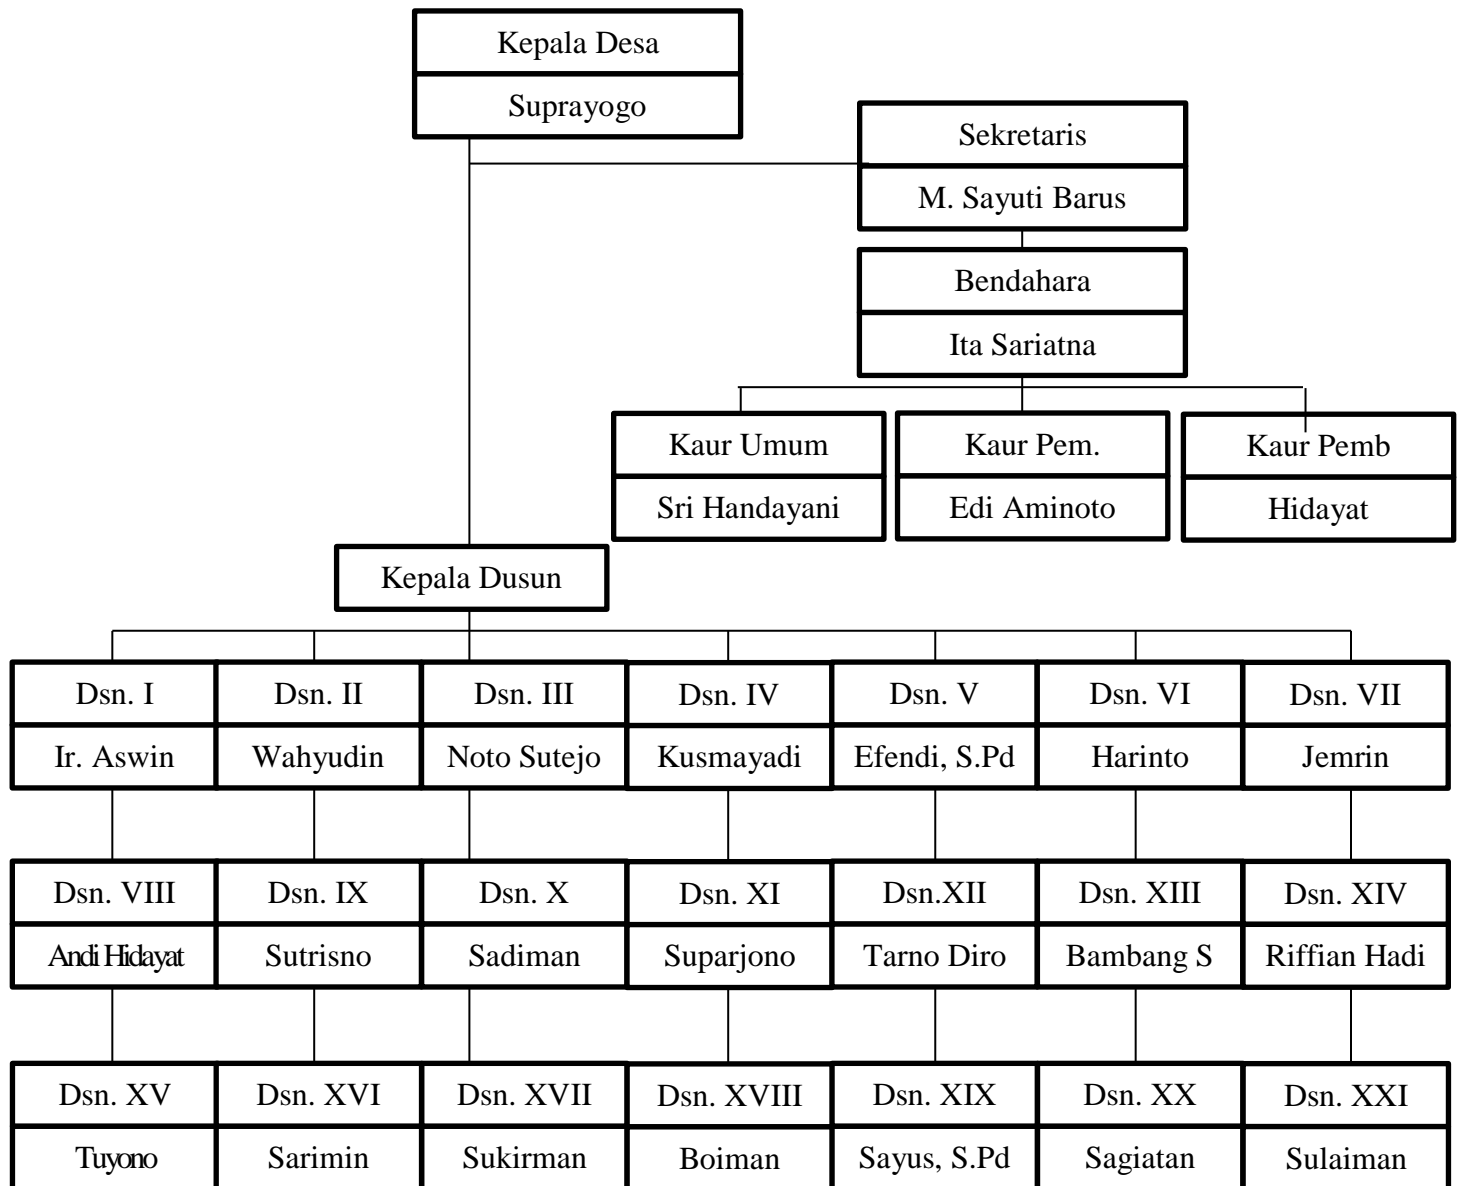 Kepala Desa
Suprayogo
Sekretaris
M. Sayuti Barus
Bendahara
Ita Sariatna
Kaur Umum
Sri Handayani
Kaur Pem.
Edi Aminoto
Kaur Pemb
Hidayat
Kepala Dusun
Dsn. I
Ir. Aswin
Dsn. II
Wahyudin
Dsn. III
Noto Sutejo
Dsn. IV
Kusmayadi
Dsn. V
Efendi, S.Pd
Dsn. VI
Harinto
Dsn. VII
Jemrin
Dsn. VIII
Andi Hidayat
Dsn. IX
Sutrisno
Dsn. X
Sadiman
Dsn. XI
Suparjono
Dsn.XII
Tarno Diro
Dsn. XIII
Bambang S
Dsn. XIV
Riffian Hadi
Dsn. XV
Tuyono
Dsn. XVI
Sarimin
Dsn. XVII
Sukirman
Dsn. XVIII
Boiman
Dsn. XIX
Sayus, S.Pd
Dsn. XX
Sagiatan
Dsn. XXI
Sulaiman